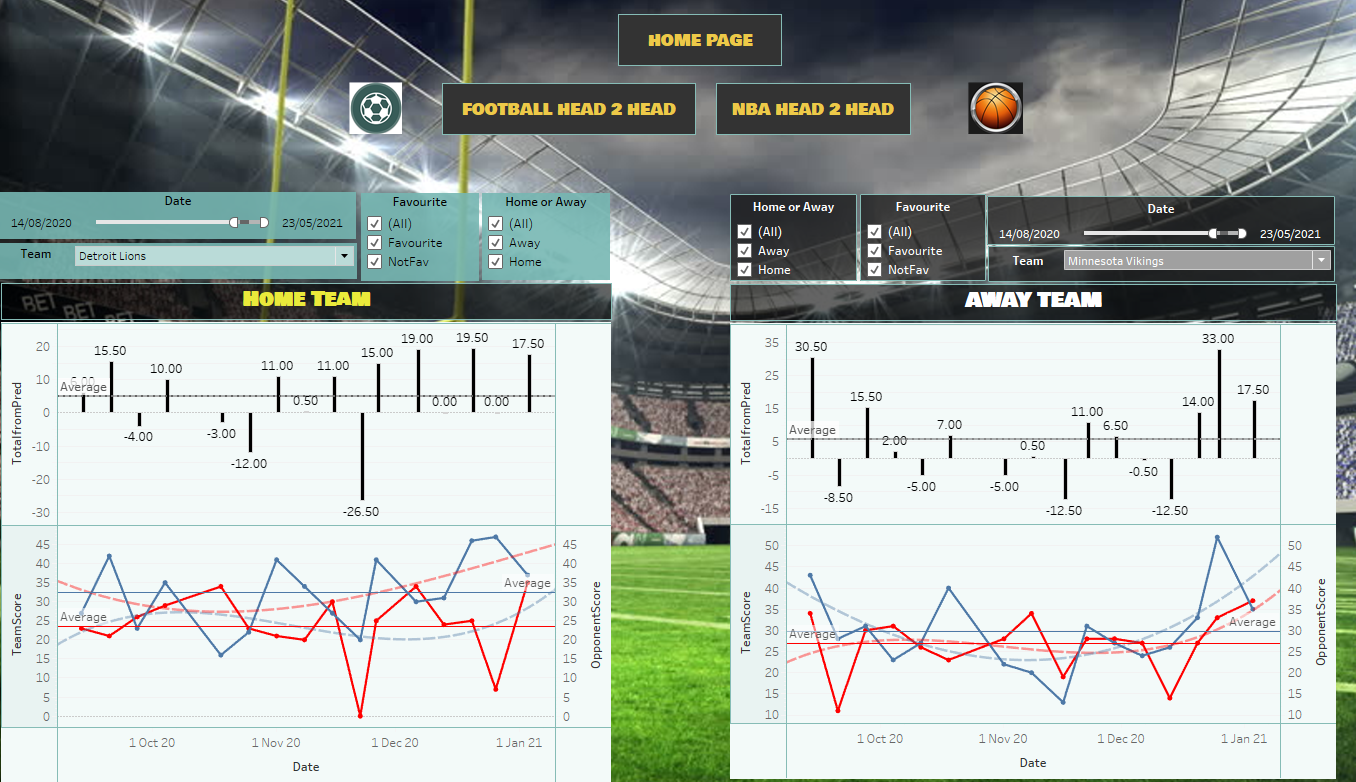 HOME PAGE
FOOTBALL HEAD 2 HEAD
NBA HEAD 2 HEAD
Date
14/08/2020
23/05/2021
Team
Detroit Lions
Favourite
(All)
Favourite
NotFav
Home or Away
(All)
Away
Home
Home or Away
(All)
Away
Home
Favourite
(All)
Favourite
NotFav
Date
14/08/2020
23/05/2021
Team
Minnesota Vikings
BET BET BET
HOME TEAM
TotalfromPred
20
10
0
-10
-20
-30
6.00
15.50
-4.00
10.00
-3.00
-12.00
11.00
0.50
11.00
-26.50
15.00
19.00
0.00
19.50
0.00
17.50
Average
TeamScore
45
40
35
30
25
20
15
10
5
0
Average
Average
45
40
35
30
25
20
15
10
5
0
OpponentScore
1 Oct 20
1 Nov 20
1 Dec 20
1 Jan 21
Date
AWAY TEAM
TotalfromPred
35
25
15
5
-5
-15
30.50
-8.50
15.50
2.00
-5.00
7.00
-5.00
0.50
-12.50
11.00
6.50
-0.50
-12.50
14.00
33.00
17.50
Average
TeamScore
50
45
40
35
30
25
20
15
10
Average
Average
50
45
40
35
30
25
20
15
10
OpponentScore
1 Oct 20
1 Nov 20
1 Dec 20
1 Jan 21
Date